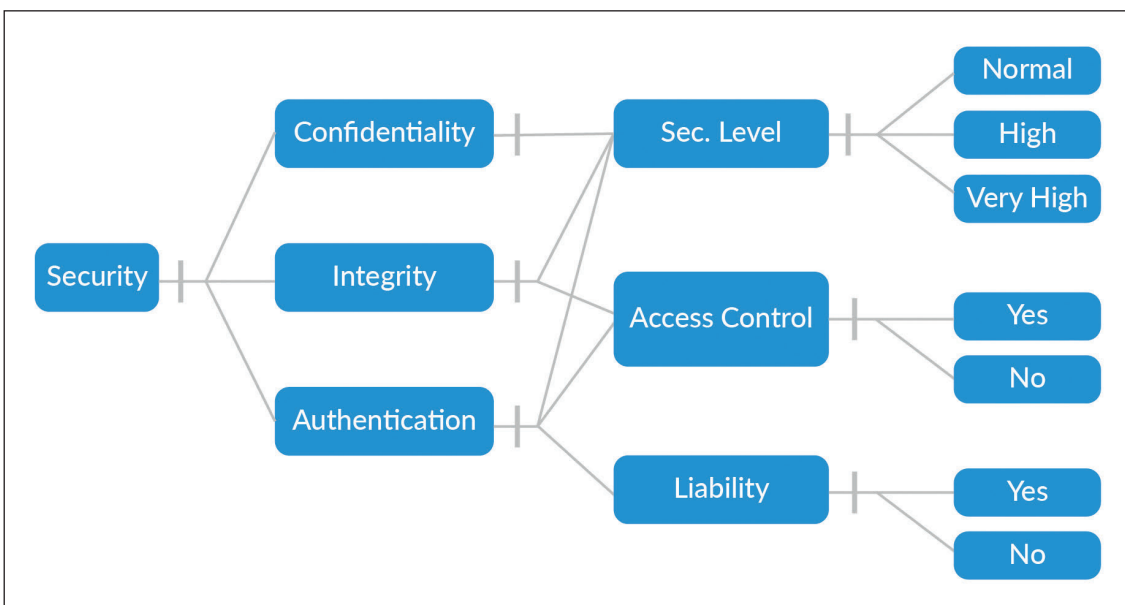 Security
Confidentiality
Integrity
Authentication
Sec. Level
Access Control
Liability
Normal
High
Very High
Yes
No
Yes
No